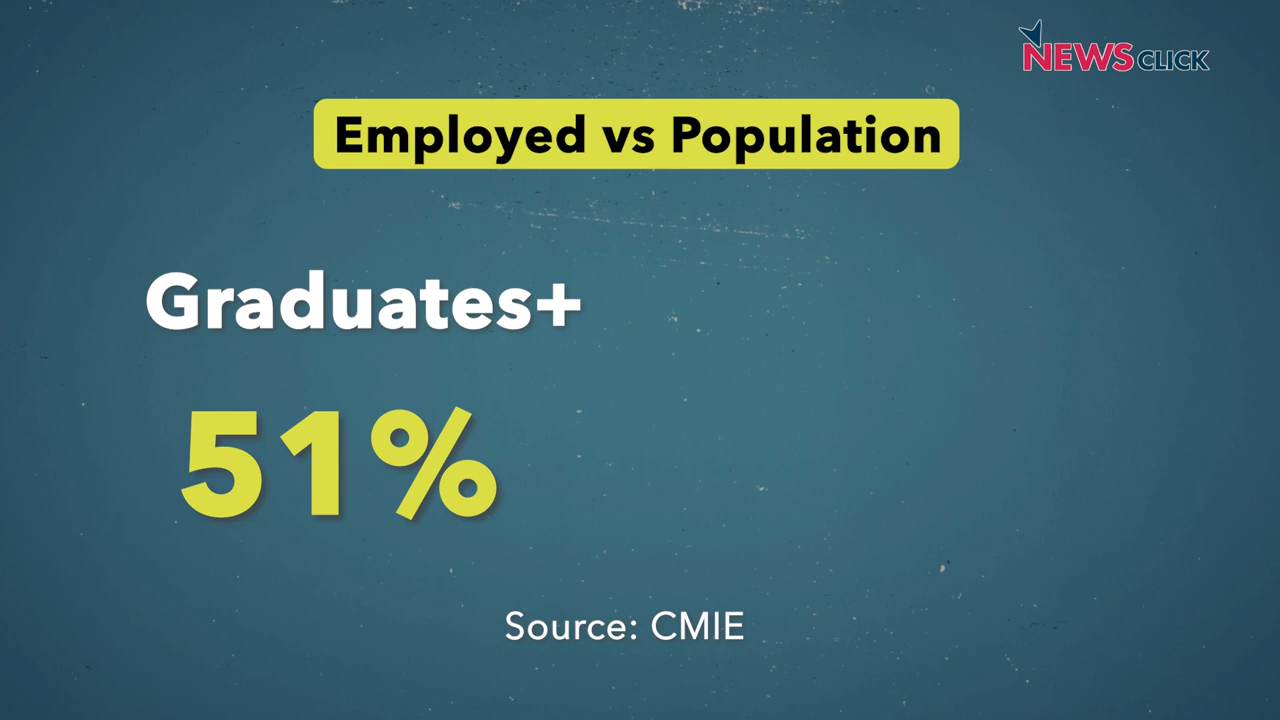 NEWSCLICK
Employed vs Population
Graduates+
51%
Source: CMIE